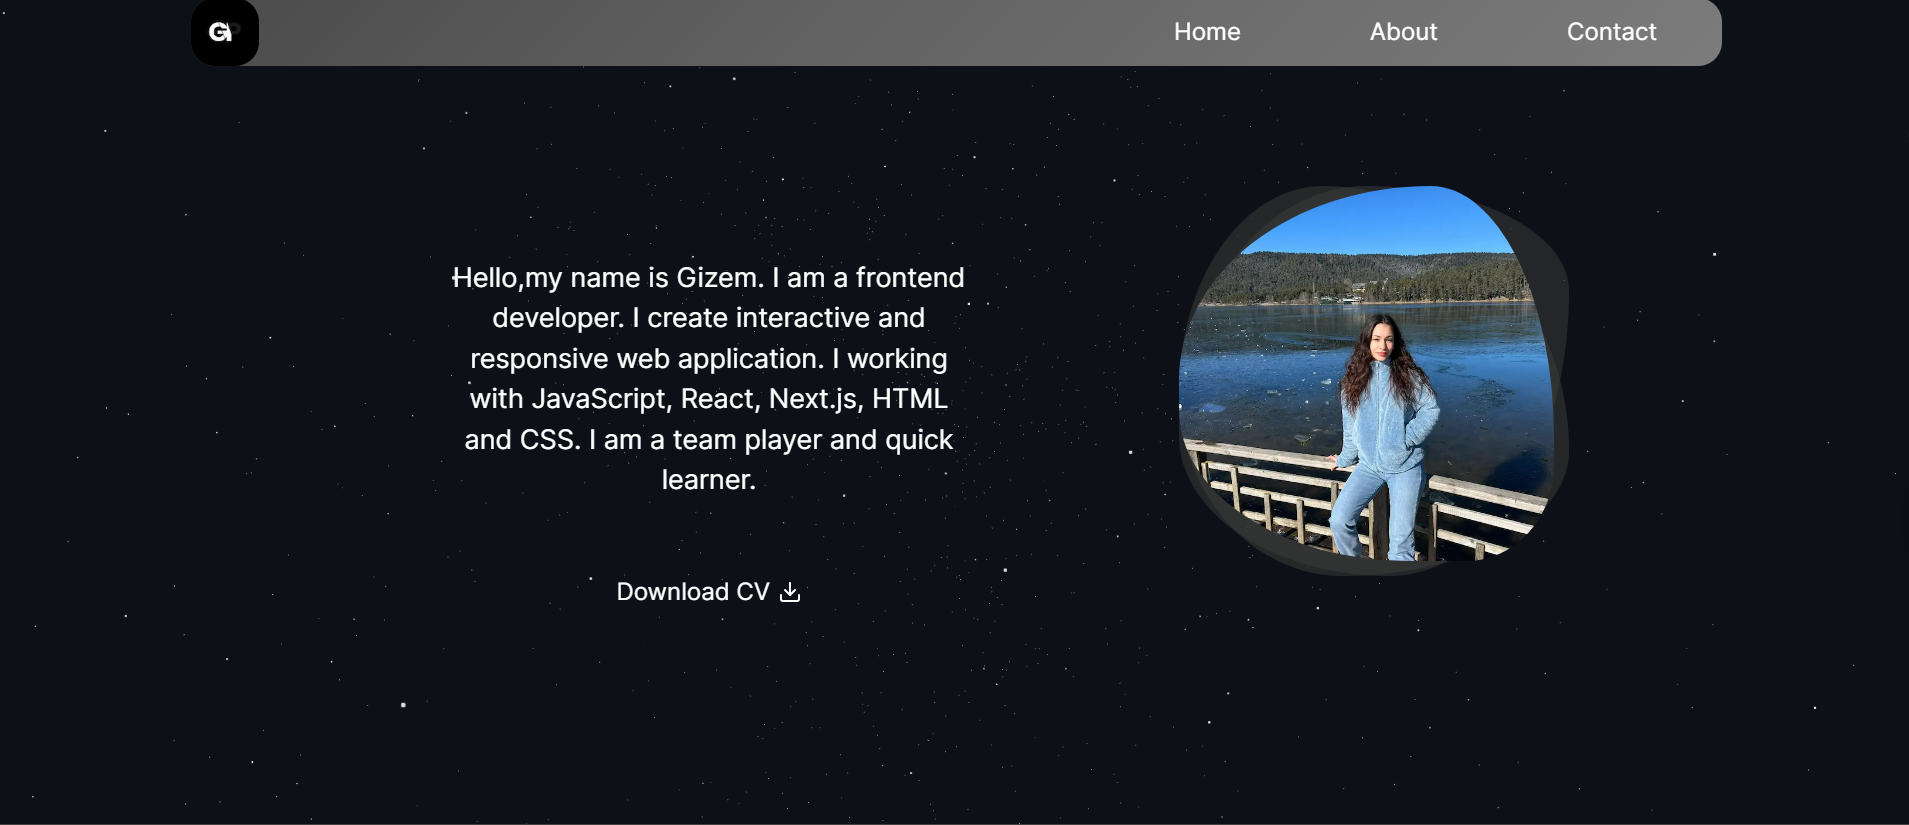 GP
Home About Contact
Hello,my name is Gizem. I am a frontend
developer. I create interactive and
responsive web application. I working
with JavaScript, React, Next.js, HTML
and CSS. I am a team player and quick
learner.
Download CV